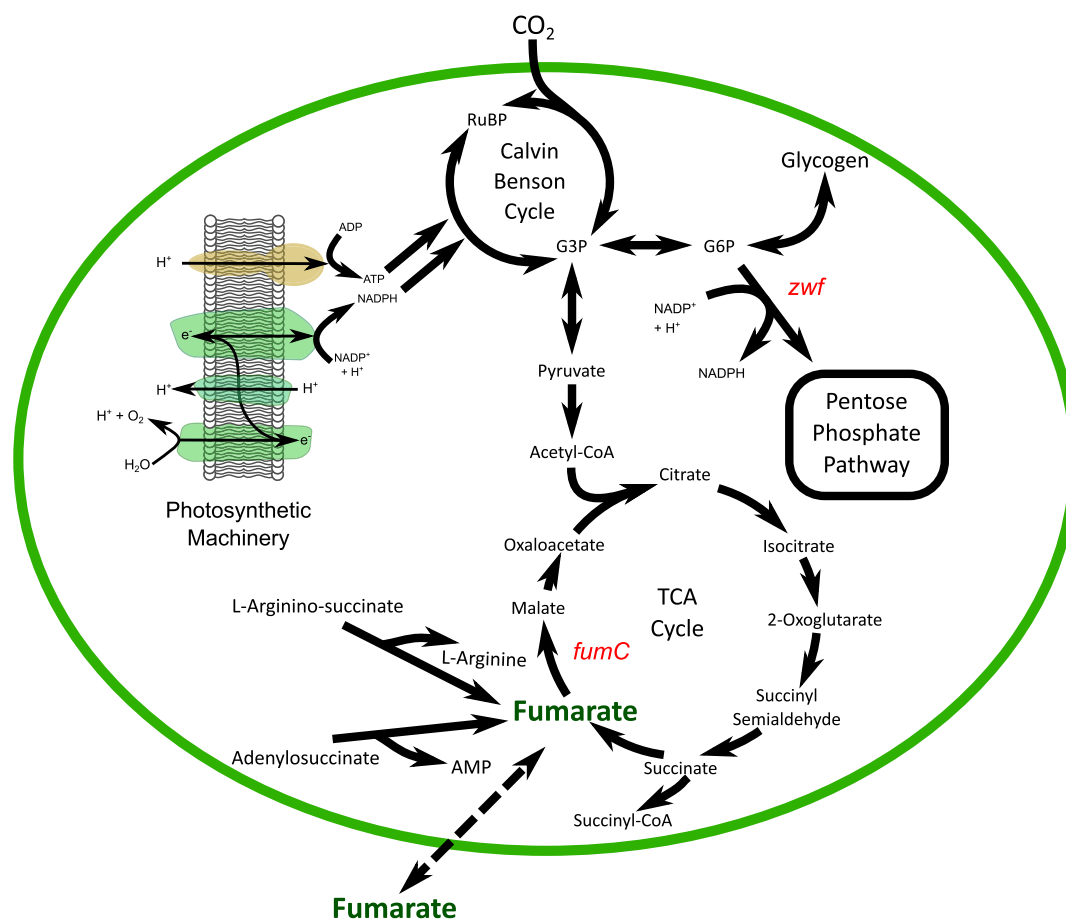 CO₂
RuBP
Calvin
Benson
Cycle
Glycogen
G3P
G6P
zwf
NADP⁺
+ H⁺
NADPH
Pentose
Phosphate
Pathway
H⁺
ADP
ATP
NADPH
e⁻
NADP⁺
+ H⁺
H⁺
H⁺
H⁺ + O₂
H₂O
e⁻
Photosynthetic
Machinery
Pyruvate
Acetyl-CoA
Citrate
Oxaloacetate
Isocitrate
Malate
TCA
Cycle
2-Oxoglutarate
L-Arginino-succinate
L-Arginine
fumC
Succinyl
Semialdehyde
Fumarate
Adenylosuccinate
AMP
Succinate
Succinyl-CoA
Fumarate